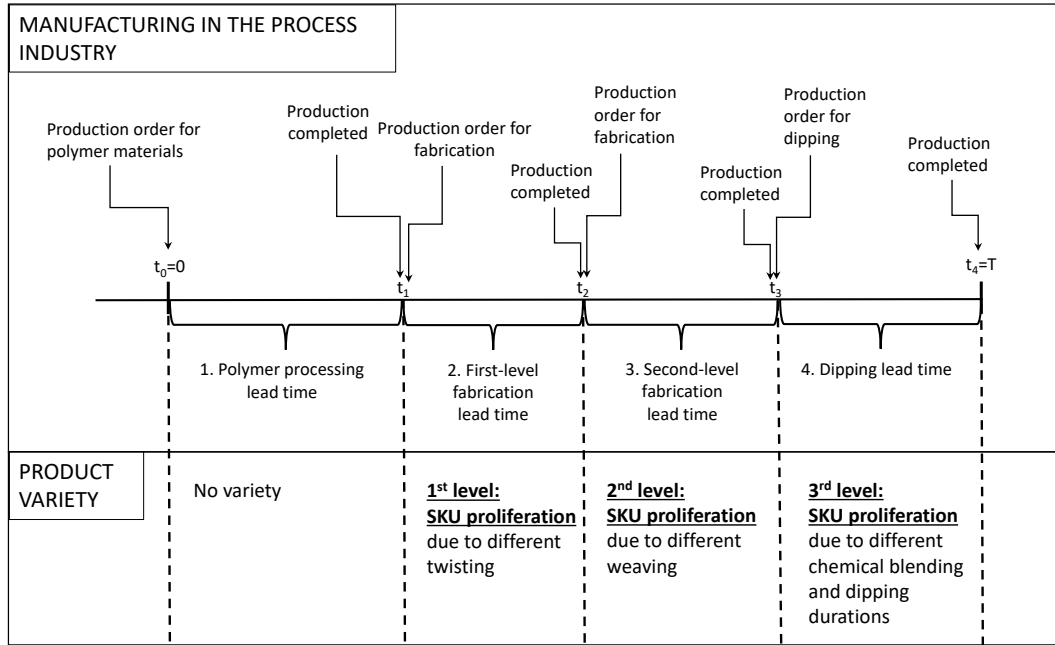 MANUFACTURING IN THE PROCESS
INDUSTRY
Production order for
polymer materials
Production
completed
Production order for
fabrication
Production
completed
Production
order for
fabrication
Production
completed
Production
order for
dipping
Production
completed
t₀=0
t₁
t₂
t₃
t₄=T
1. Polymer processing
lead time
2. First-level
fabrication
lead time
3. Second-level
fabrication
lead time
4. Dipping lead time
PRODUCT
VARIETY
No variety
1st level:
SKU proliferation
due to different
twisting
2nd level:
SKU proliferation
due to different
weaving
3rd level:
SKU proliferation
due to different
chemical blending
and dipping
durations